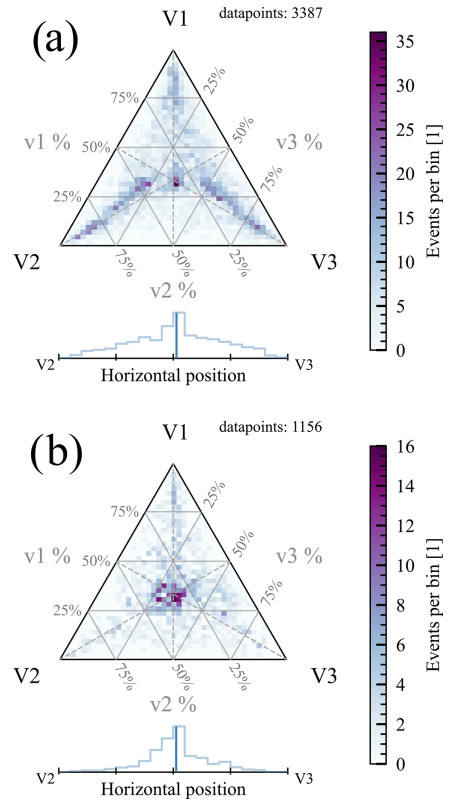 (a)
V1
datapoints: 3387
75%
25%
v1 %
50%
50%
v3 %
25%
75%
V2
V3
75%
50%
25%
v2 %
V2
V3
Horizontal position
35
30
25
20
15
10
5
0
Events per bin [1]
(b)
V1
datapoints: 1156
75%
25%
v1 %
50%
50%
v3 %
25%
75%
V2
V3
75%
50%
25%
v2 %
V2
V3
Horizontal position
16
14
12
10
8
6
4
2
0
Events per bin [1]